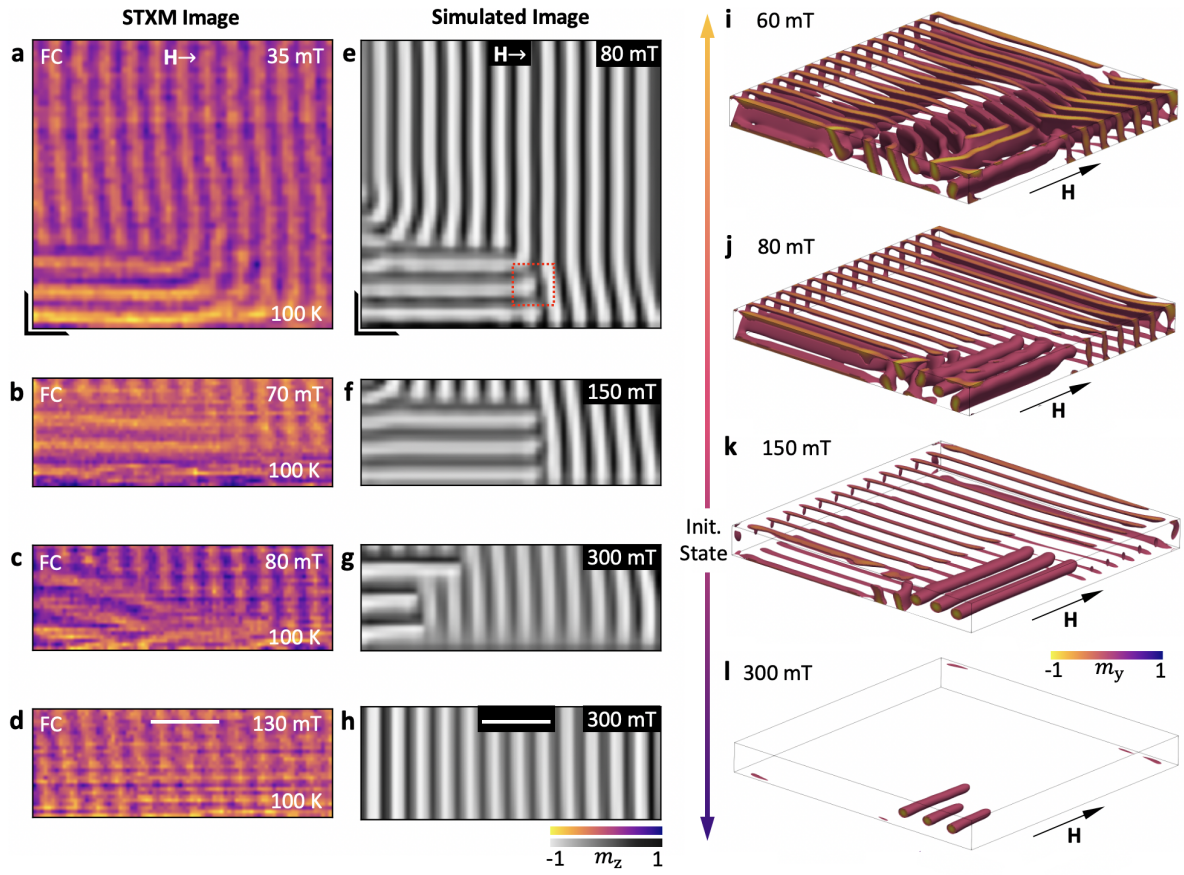 STXM Image
Simulated Image
a
FC
H→
35 mT
100 K
e
H→
80 mT
b
FC
70 mT
100 K
f
150 mT
c
FC
80 mT
100 K
g
300 mT
d
FC
130 mT
100 K
h
300 mT
-1
mz
1
Init.
State
i
60 mT
H
j
80 mT
H
k
150 mT
H
-1
my
1
l
300 mT
H